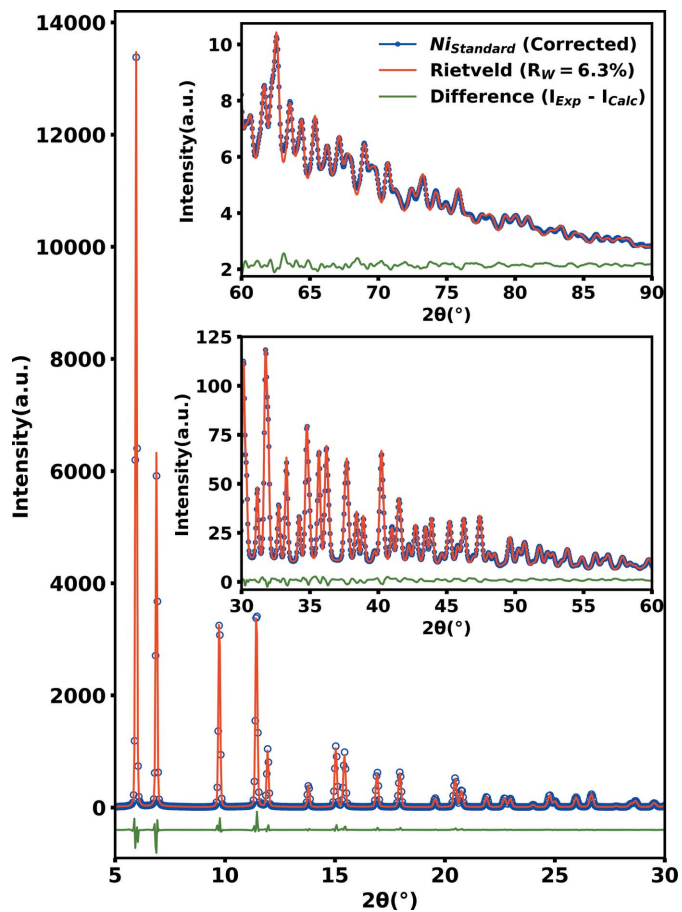 14000
12000
10000
8000
6000
4000
2000
0
Intensity(a.u.)
5 10 15 20 25 30
2θ(°)
10
8
6
4
2
Intensity(a.u.)
Ni_Standard (Corrected)
Rietveld (R_W = 6.3%)
Difference (I_Exp - I_Calc)
60 65 70 75 80 85 90
2θ(°)
125
100
75
50
25
0
Intensity(a.u.)
30 35 40 45 50 55 60
2θ(°)